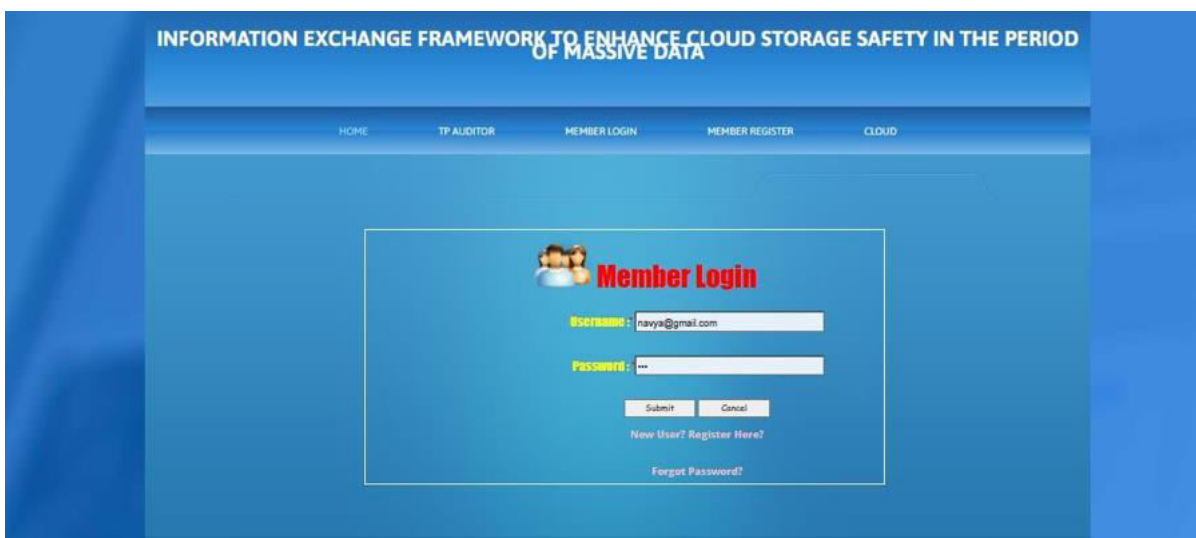 INFORMATION EXCHANGE FRAMEWORK TO ENHANCE CLOUD STORAGE SAFETY IN THE PERIOD
OF MASSIVE DATA
HOME TP AUDITOR MEMBER LOGIN MEMBER REGISTER CLOUD
Member Login
Username : navya@gmail.com
Password : •••
Submit Cancel
New User? Register Here?
Forgot Password?